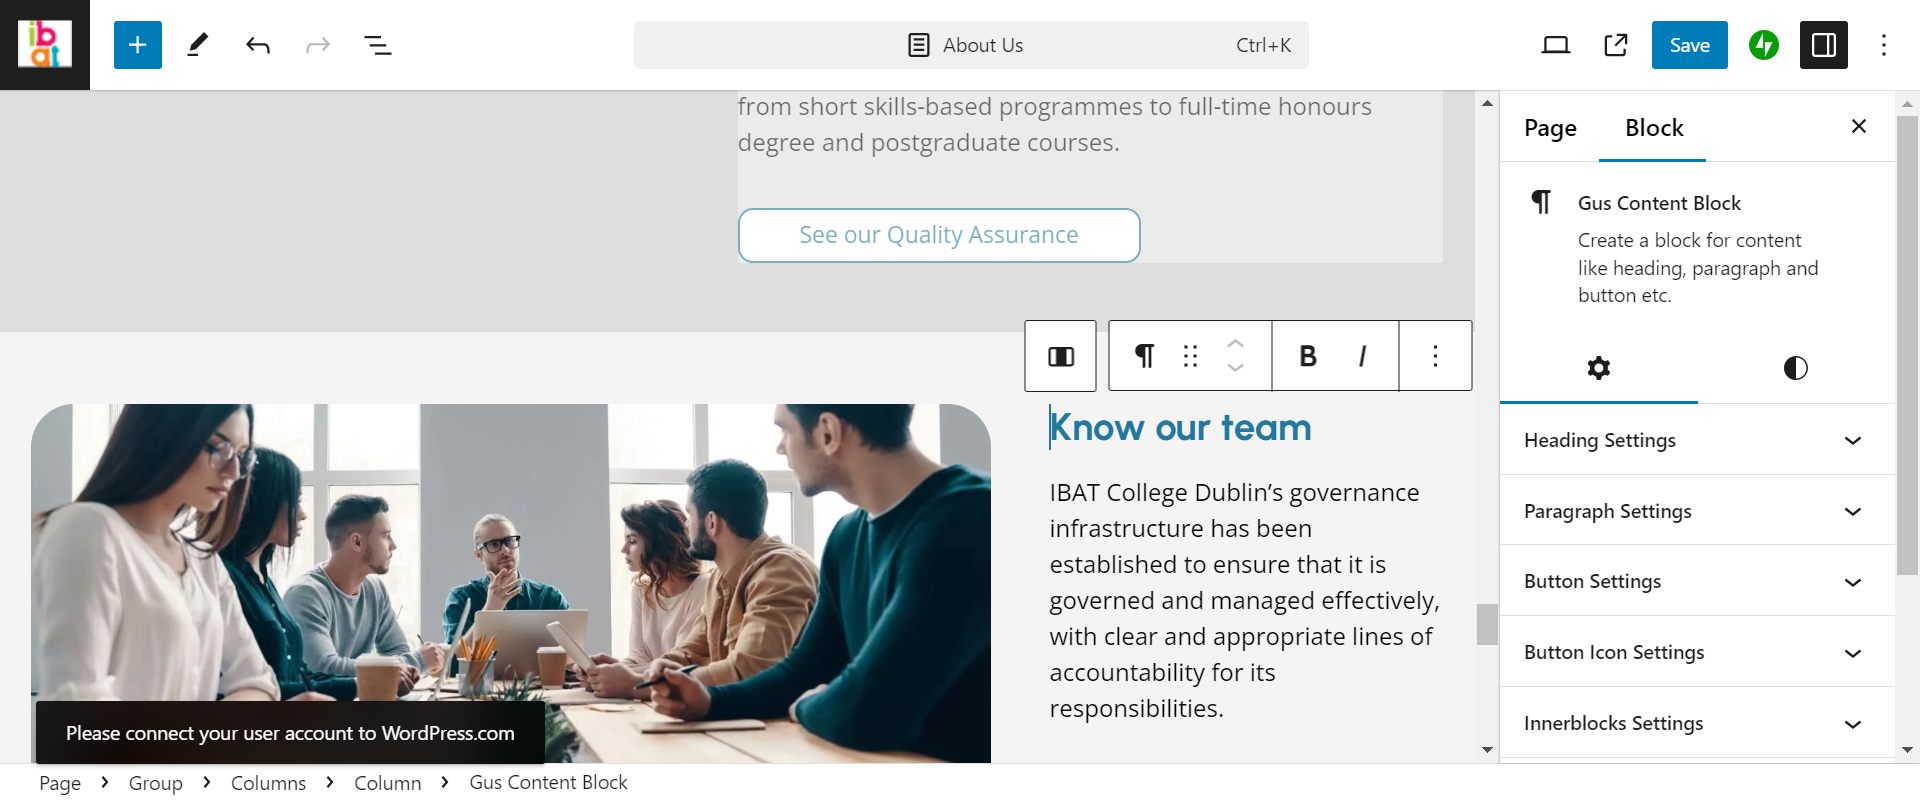 ib
at
About Us
Ctrl+K
Save
from short skills-based programmes to full-time honours
degree and postgraduate courses.
See our Quality Assurance
B I
Know our team
IBAT College Dublin’s governance
infrastructure has been
established to ensure that it is
governed and managed effectively,
with clear and appropriate lines of
accountability for its
responsibilities.
Please connect your user account to WordPress.com
Page
Block
Gus Content Block
Create a block for content
like heading, paragraph and
button etc.
Heading Settings
Paragraph Settings
Button Settings
Button Icon Settings
Innerblocks Settings
Page > Group > Columns > Column > Gus Content Block